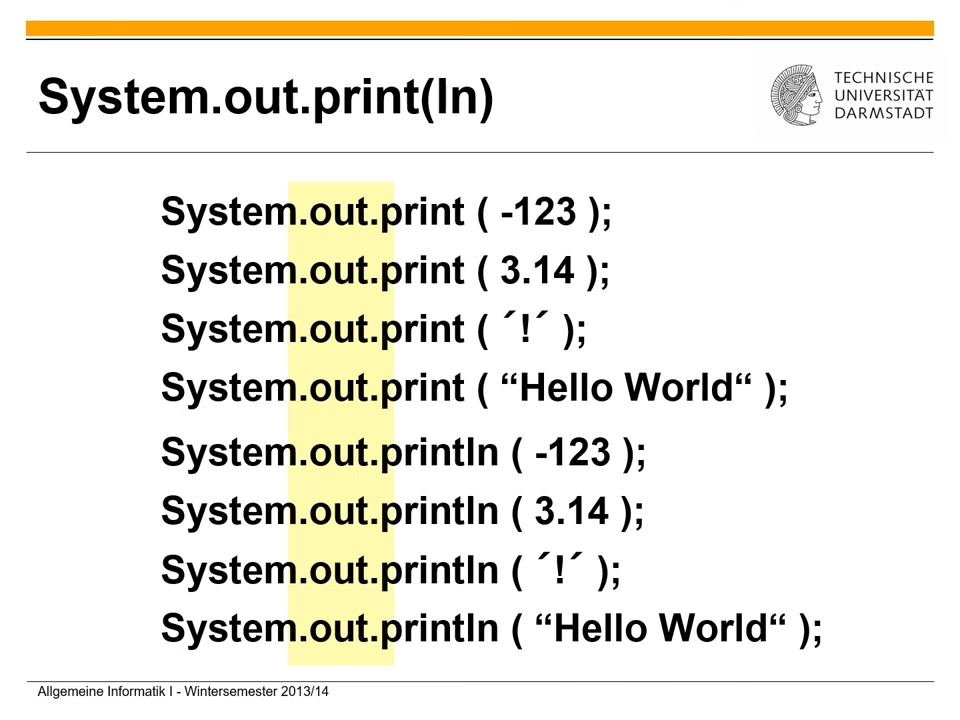 System.out.print(ln)
TECHNISCHE
UNIVERSITÄT
DARMSTADT
System.out.print ( -123 );
System.out.print ( 3.14 );
System.out.print ( ´!´ );
System.out.print ( “Hello World“ );
System.out.println ( -123 );
System.out.println ( 3.14 );
System.out.println ( ´!´ );
System.out.println ( “Hello World“ );
Allgemeine Informatik I - Wintersemester 2013/14